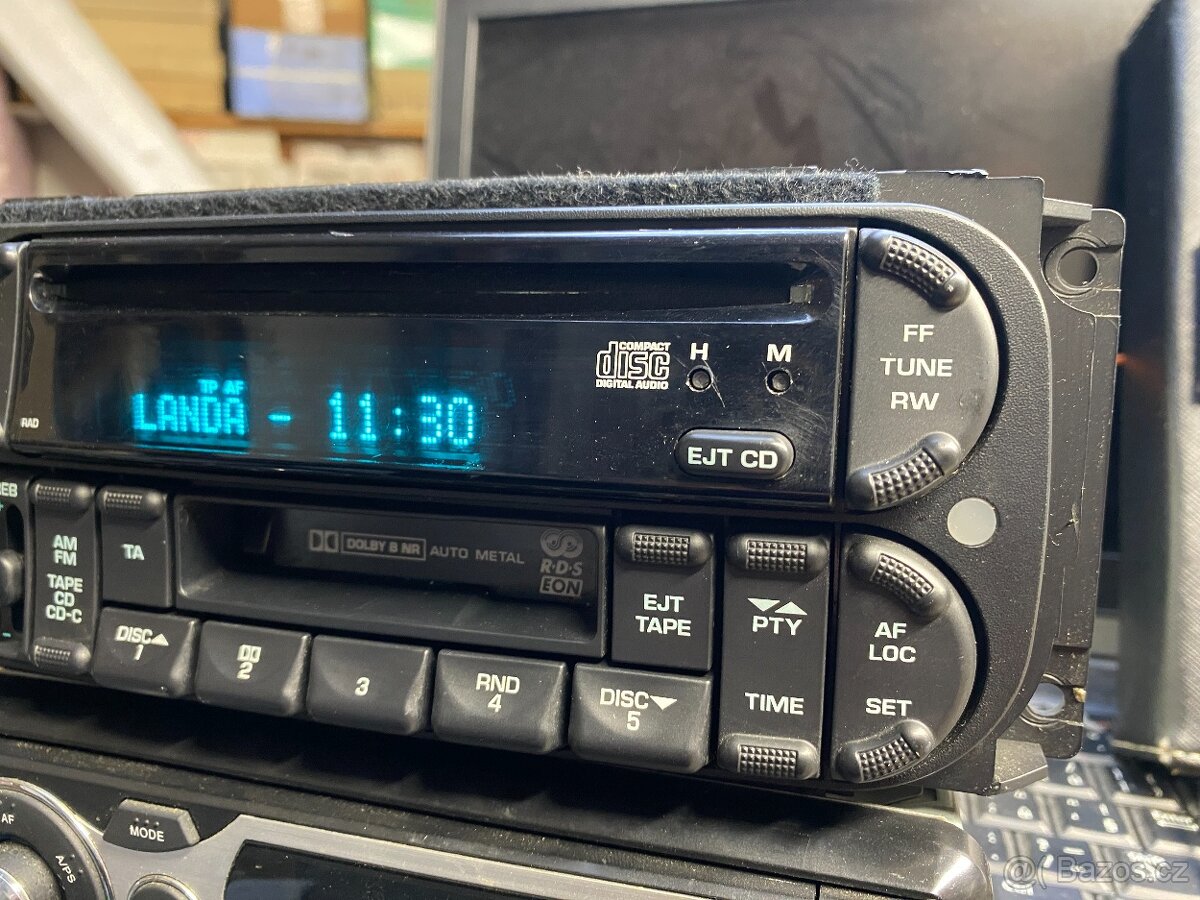 COMPACT
disc
DIGITAL AUDIO
H
M
FF
TUNE
RW
TP AF
LANDA - 11:30
RAD
EJT CD
AM
FM
TAPE
CD
CD-C
TA
DOLBY B NR AUTO METAL
R·D·S
EON
EJT
TAPE
PTY
TIME
AF
LOC
SET
DISC
1
2
3
RND
4
DISC
5
AF
A/PS
MODE
Bazos.cz